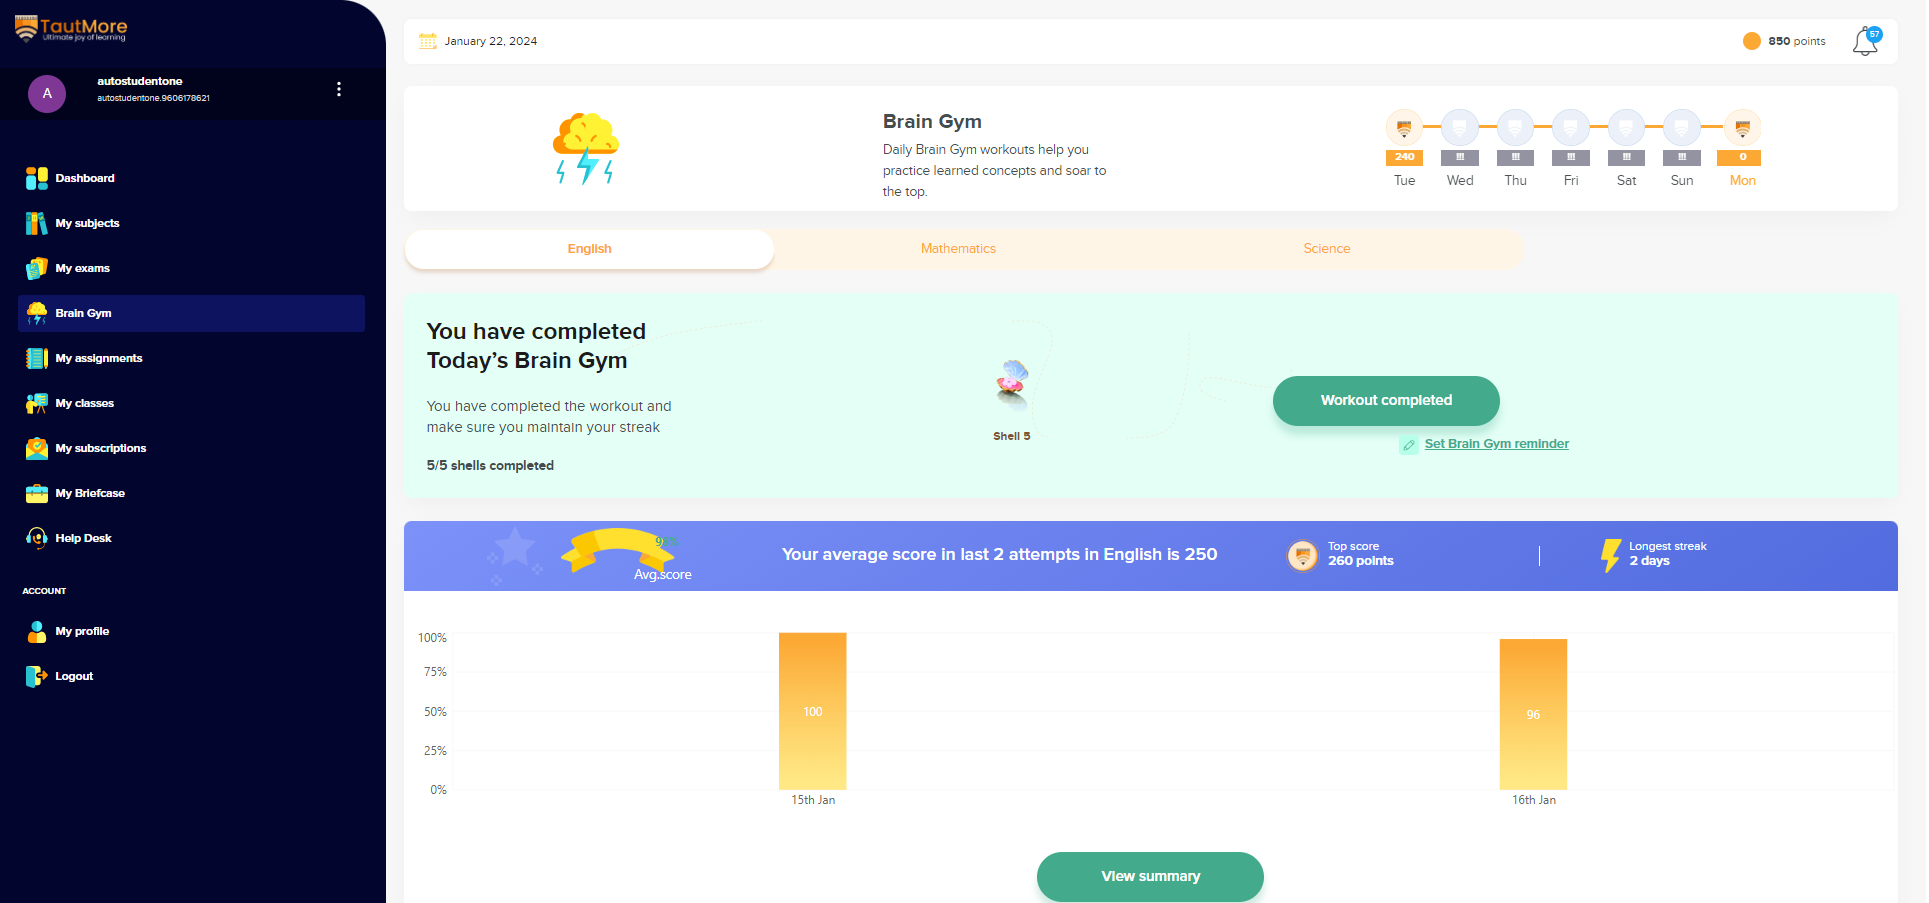 TautMore
Ultimate joy of learning
A
autostudentone
autostudentone.9606178621
Dashboard
My subjects
My exams
Brain Gym
My assignments
My classes
My subscriptions
My Briefcase
Help Desk
ACCOUNT
My profile
Logout
January 22, 2024
850 points
57
Brain Gym
Daily Brain Gym workouts help you
practice learned concepts and soar to
the top.
240 !!! !!! !!! !!! !!! 0
Tue Wed Thu Fri Sat Sun Mon
English Mathematics Science
You have completed
Today’s Brain Gym
You have completed the workout and
make sure you maintain your streak
5/5 shells completed
Shell 5
Workout completed
Set Brain Gym reminder
Avg.score
Your average score in last 2 attempts in English is 250
Top score
260 points
Longest streak
2 days
100%
75%
50%
25%
0%
100
96
15th Jan
16th Jan
View summary